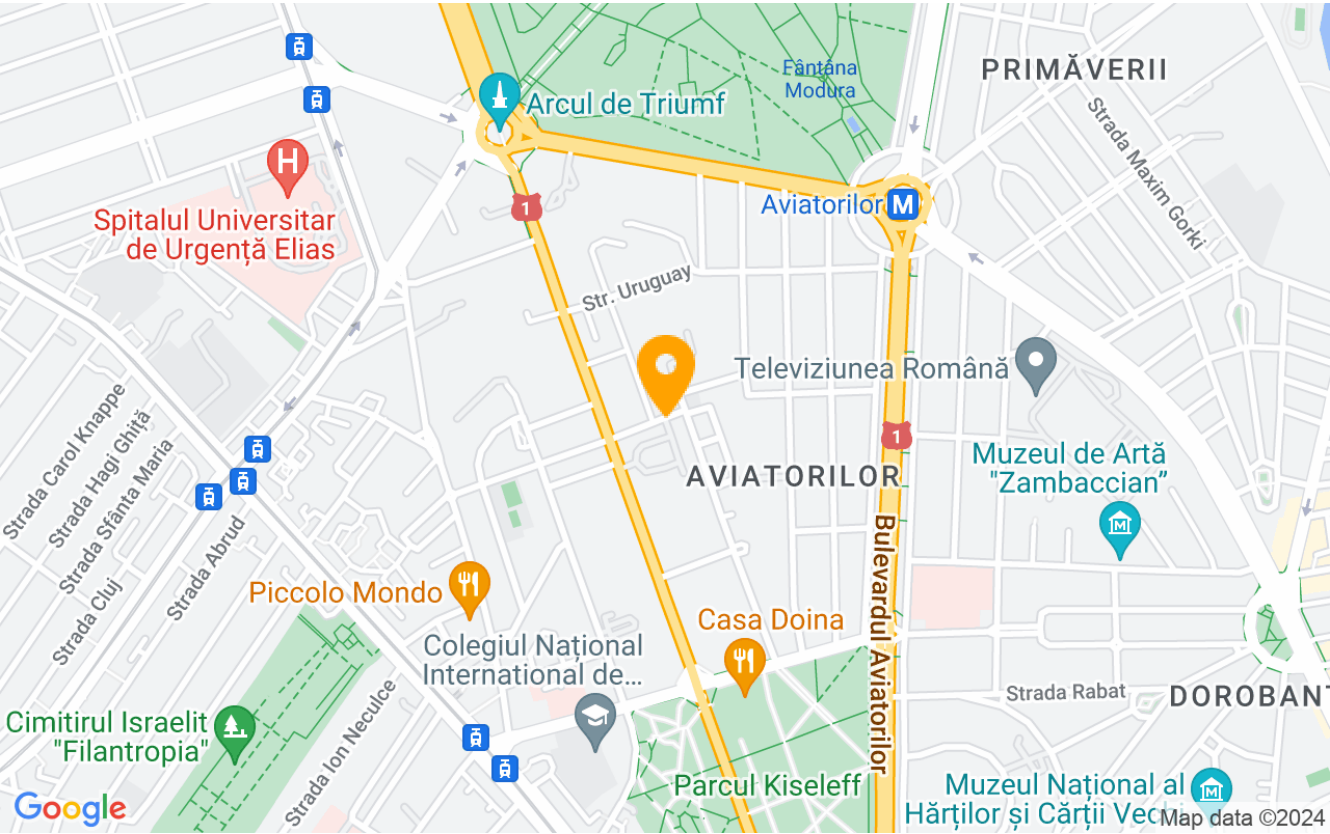 Fântâna
Modura
PRIMĂVERII
Arcul de Triumf
Strada Maxim Gorki
H
1
Aviatorilor
M
Spitalul Universitar
de Urgență Elias
Str. Uruguay
Televiziunea Română
1
Strada Carol Knappe
Strada Hagi Ghiță
Strada Sfânta Maria
Strada Cluj
Strada Abrud
AVIATORILOR
Muzeul de Artă
"Zambaccian”
M
Bulevardul Aviatorilor
Piccolo Mondo
Casa Doina
Colegiul Național
International de...
Strada Rabat
DOROBANȚ
Cimitirul Israelit
"Filantropia"
Strada Ion Neculce
Parcul Kiseleff
Muzeul Național al
Hărților și Cărții Vechi
M
Google
Map data ©2024